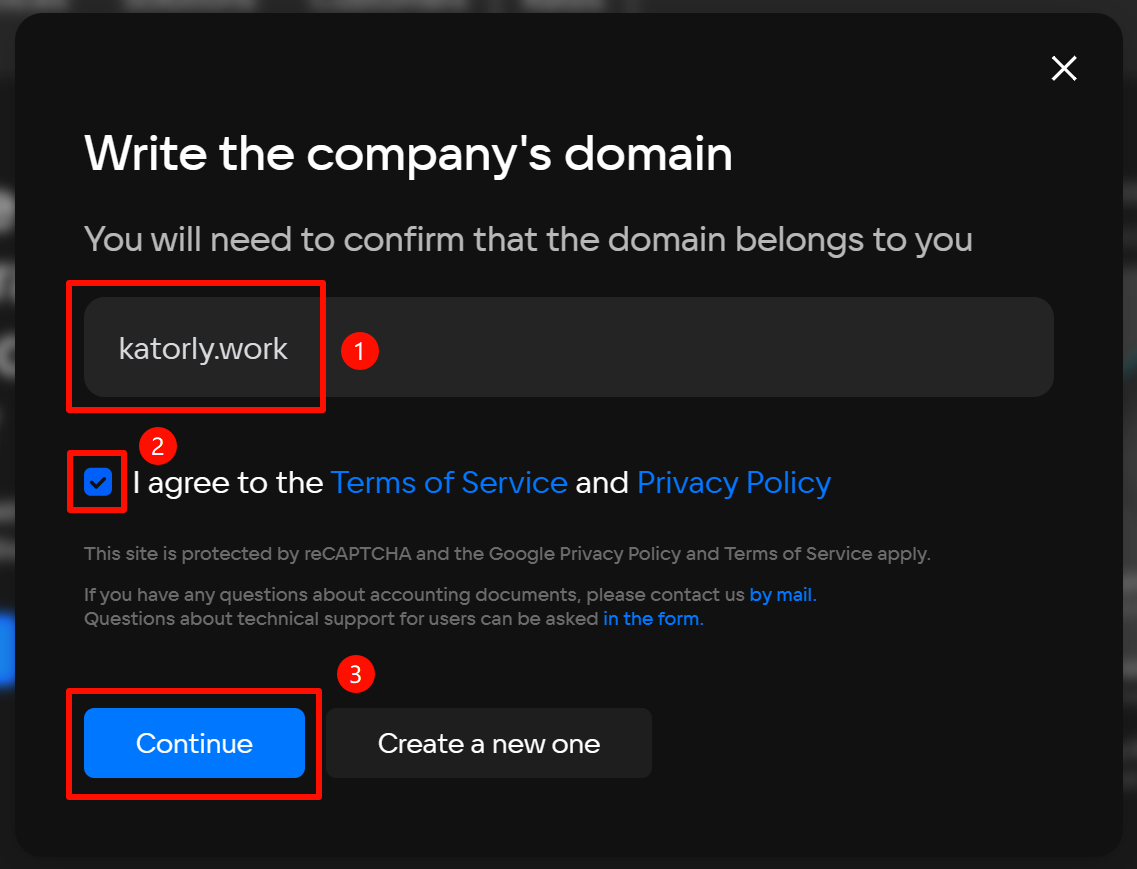 Write the company's domain
You will need to confirm that the domain belongs to you
katorly.work
1
2
I agree to the Terms of Service and Privacy Policy
This site is protected by reCAPTCHA and the Google Privacy Policy and Terms of Service apply.
If you have any questions about accounting documents, please contact us by mail.
Questions about technical support for users can be asked in the form.
3
Continue
Create a new one